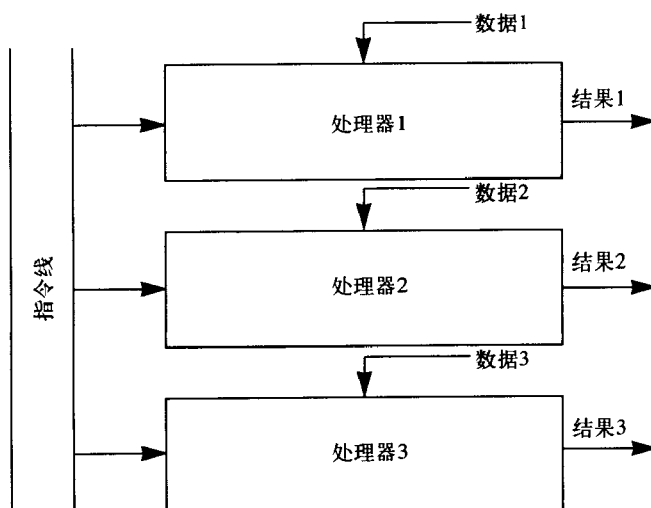 数据1
结果1
处理器1
数据2
结果2
处理器2
指令线
数据3
结果3
处理器3